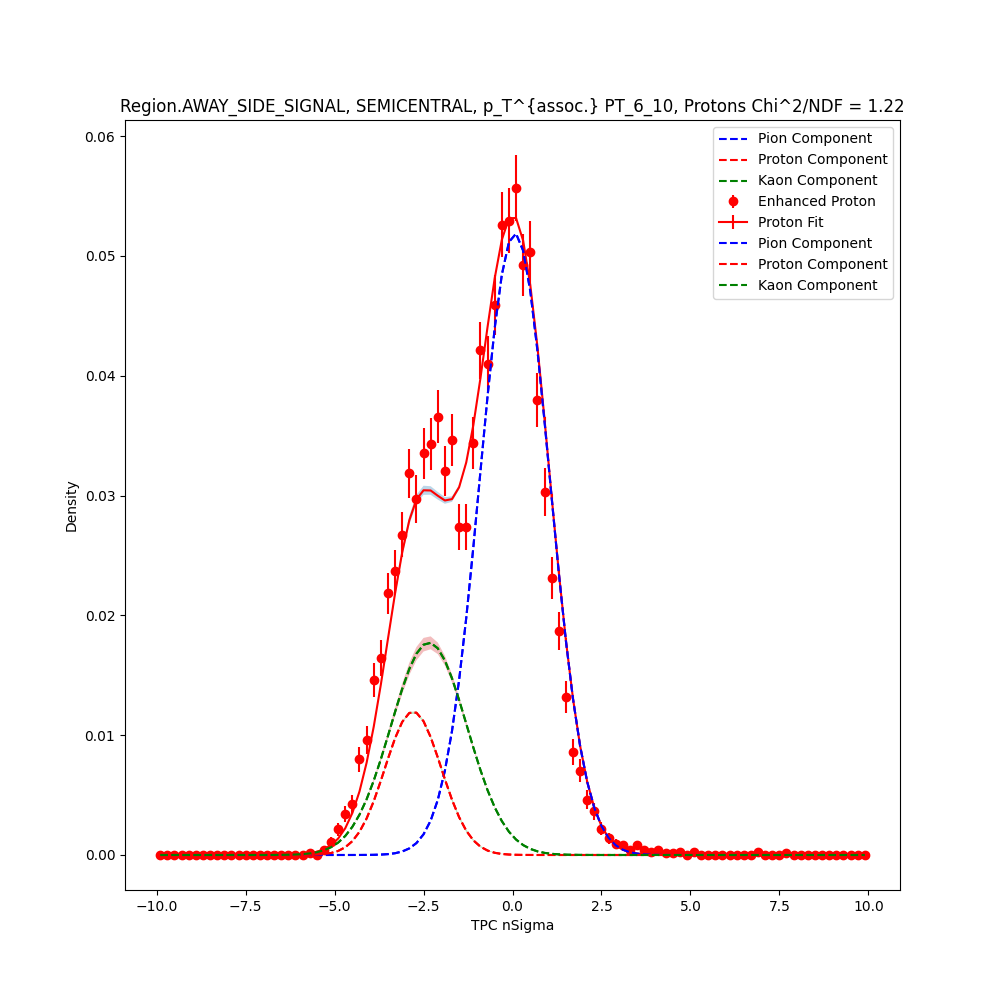 Region.AWAY_SIDE_SIGNAL, SEMICENTRAL, p_T^{assoc.} PT_6_10, Protons Chi^2/NDF = 1.22
Pion Component
Proton Component
Kaon Component
Enhanced Proton
Proton Fit
Pion Component
Proton Component
Kaon Component
0.06
0.05
0.04
0.03
0.02
0.01
0.00
Density
−10.0 −7.5 −5.0 −2.5 0.0 2.5 5.0 7.5 10.0
TPC nSigma